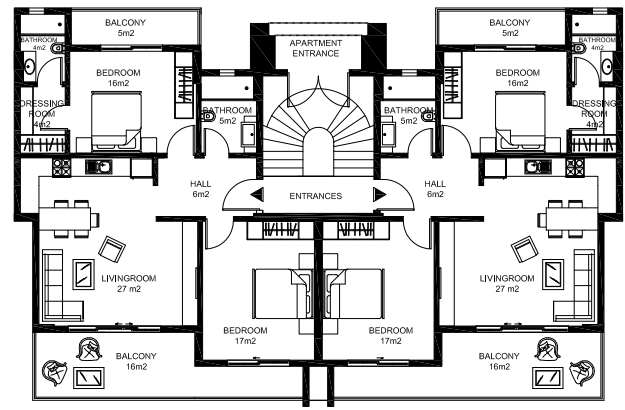 BALCONY
5m2
BATHROOM
4m2
BEDROOM
16m2
DRESSING
ROOM
4m2
BATHROOM
5m2
APARTMENT
ENTRANCE
BALCONY
5m2
BATHROOM
4m2
BEDROOM
16m2
DRESSING
ROOM
4m2
BATHROOM
5m2
HALL
6m2
ENTRANCES
HALL
6m2
LIVINGROOM
27 m2
LIVINGROOM
27 m2
BEDROOM
17m2
BEDROOM
17m2
BALCONY
16m2
BALCONY
16m2